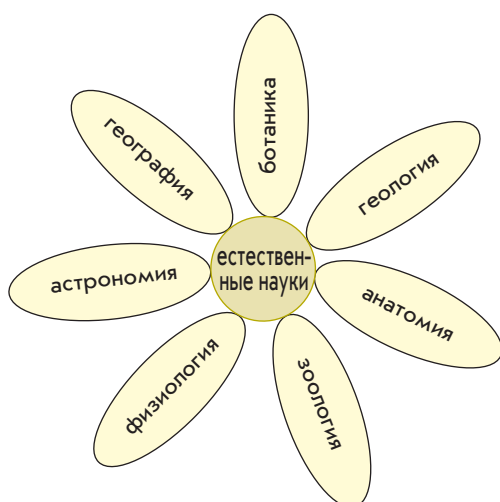 ботаника
география
геология
естествен-
ные науки
астрономия
анатомия
физиология
зоология